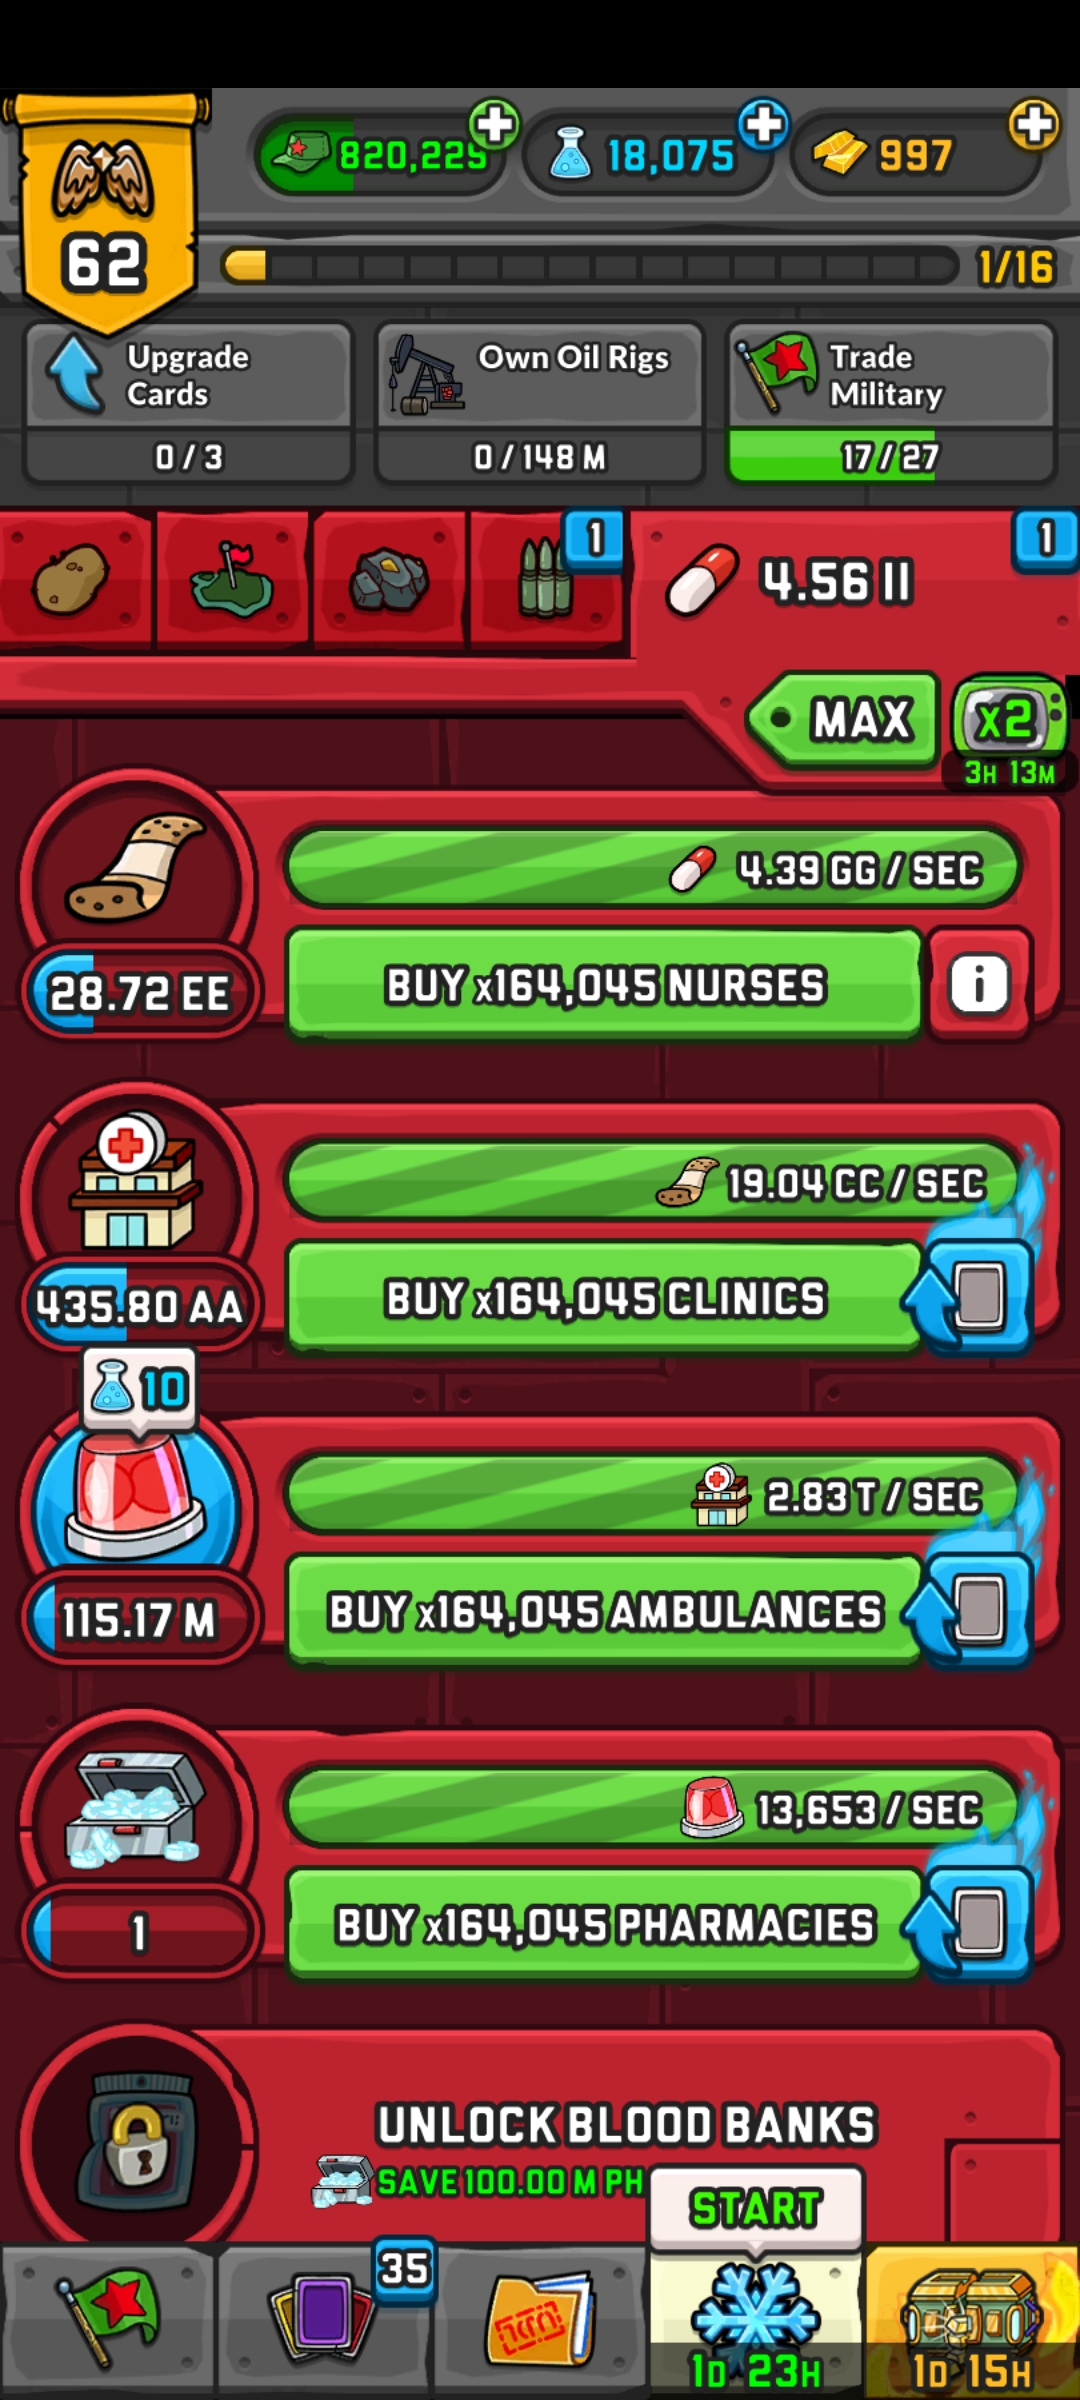 820,229
18,075
997
62
1/16
Upgrade
Cards
0/3
Own Oil Rigs
0/148 M
Trade
Military
17/27
1
4.56 II
1
MAX
x2
3H 13M
4.39 GG / SEC
28.72 EE
BUY x164,045 NURSES
i
19.04 CC / SEC
435.80 AA
BUY x164,045 CLINICS
10
2.83 T / SEC
115.17 M
BUY x164,045 AMBULANCES
13,653 / SEC
1
BUY x164,045 PHARMACIES
UNLOCK BLOOD BANKS
SAVE 100.00 M PH
START
35
1D 23H
1D 15H